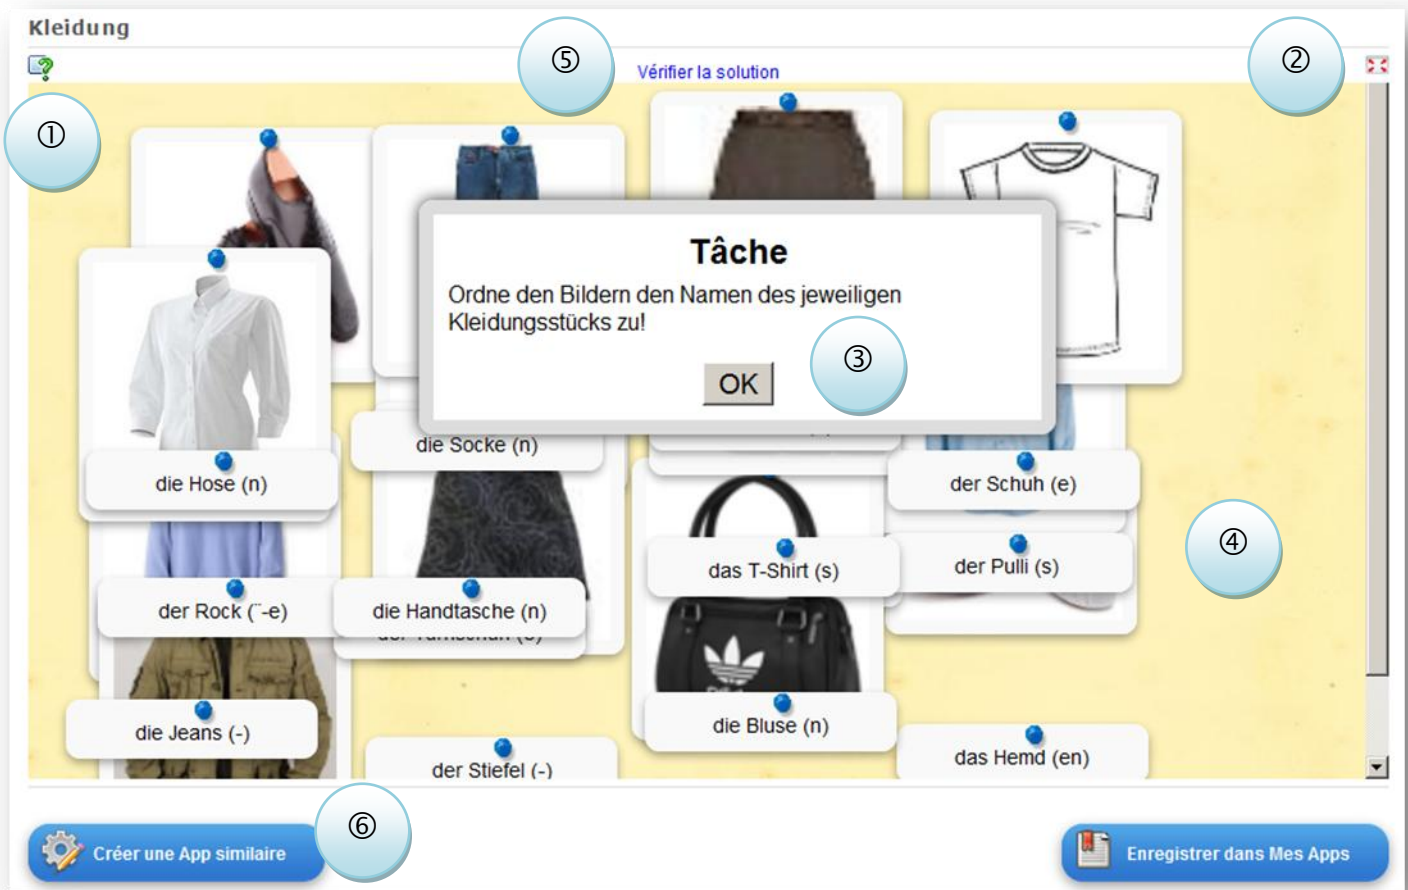 Kleidung
⑤
②
Vérifier la solution
①
Tâche
Ordne den Bildern den Namen des jeweiligen
Kleidungsstücks zu!
③
OK
die Socke (n)
die Hose (n)
der Schuh (e)
④
das T-Shirt (s)
der Pulli (s)
der Rock (¨-e)
die Handtasche (n)
die Jeans (-)
die Bluse (n)
das Hemd (en)
der Stiefel (-)
⑥
Créer une App similaire
Enregistrer dans Mes Apps